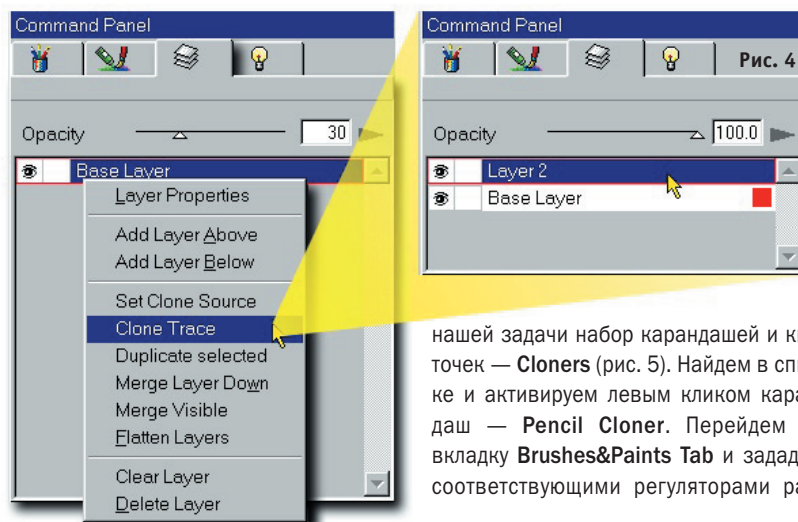 Command Panel
Opacity 30
Base Layer
Layer Properties
Add Layer Above
Add Layer Below
Set Clone Source
Clone Trace
Duplicate selected
Merge Layer Down
Merge Visible
Flatten Layers
Clear Layer
Delete Layer
Command Panel
Рис. 4
Opacity 100.0
Layer 2
Base Layer
нашей задачи набор карандашей и ки
точек — Cloners (рис. 5). Найдем в спи
ке и активируем левым кликом кара
даш — Pencil Cloner. Перейдем
вкладку Brushes&Paints Tab и задад
соответствующими регуляторами ра